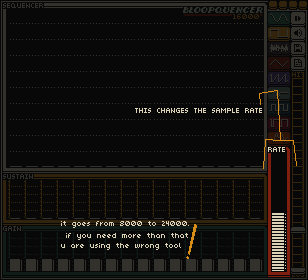 SEQUENCER
BLOOPQUENCER
16000
THIS CHANGES THE SAMPLE RATE
RATE
SUSTAIN
it goes from 8000 to 24000.
if you need more than that
u are using the wrong tool
GAIN